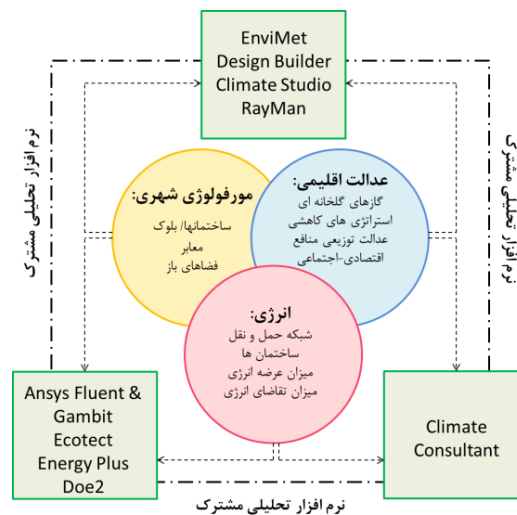 EnviMet
Design Builder
Climate Studio
RayMan
نرم افزار تحلیلی مشترک
نرم افزار تحلیلی مشترک
عدالت اقلیمی:
گازهای گلخانه ای
استراتژی های کاهشی
عدالت توزیعی منافع
اقتصادی-اجتماعی
مورفولوژی شهری:
ساختمانها/ بلوک
معابر
فضاهای باز
انرژی:
شبکه حمل و نقل
ساختمان ها
میزان عرضه انرژی
میزان تقاضای انرژی
Ansys Fluent &
Gambit
Ecotect
Energy Plus
Doe2
Climate
Consultant
نرم افزار تحلیلی مشترک